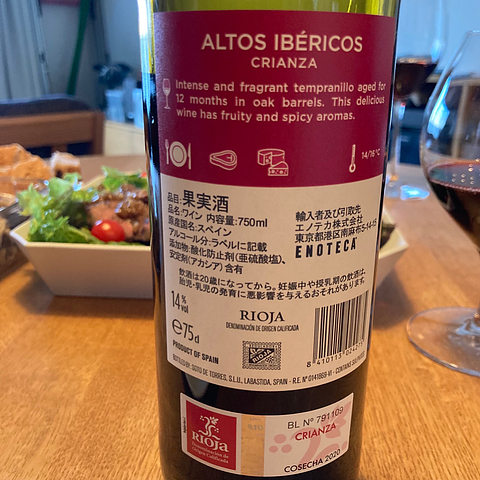 ALTOS IBÉRICOS
CRIANZA
Intense and fragrant tempranillo aged for
12 months in oak barrels. This delicious
wine has fruity and spicy aromas.
14/16 °C
品目:果実酒
品名:ワイン 内容量:750ml
原産国名:スペイン
アルコール分:ラベルに記載
添加物:酸化防止剤(亜硫酸塩)、
安定剤(アカシア)含有
輸入者及び引取先
エノテカ株式会社
東京都港区南麻布5-14-15
ENOTECA
飲酒は20歳になってから。妊娠中や授乳期の飲酒は、
胎児・乳児の発育に悪影響を与えるおそれがあります。
14% vol
e75cl
PRODUCT OF SPAIN
RIOJA
DENOMINACIÓN DE ORIGEN CALIFICADA
RIOJA
BOTTLED BY: SOTO DE TORRES, S.L.U., LABASTIDA, SPAIN - R.E. Nº 0141869-VI - CONTAINS
RIOJA
Denominación de
Origen Calificada
BL Nº 791109
CRIANZA
COSECHA 2020